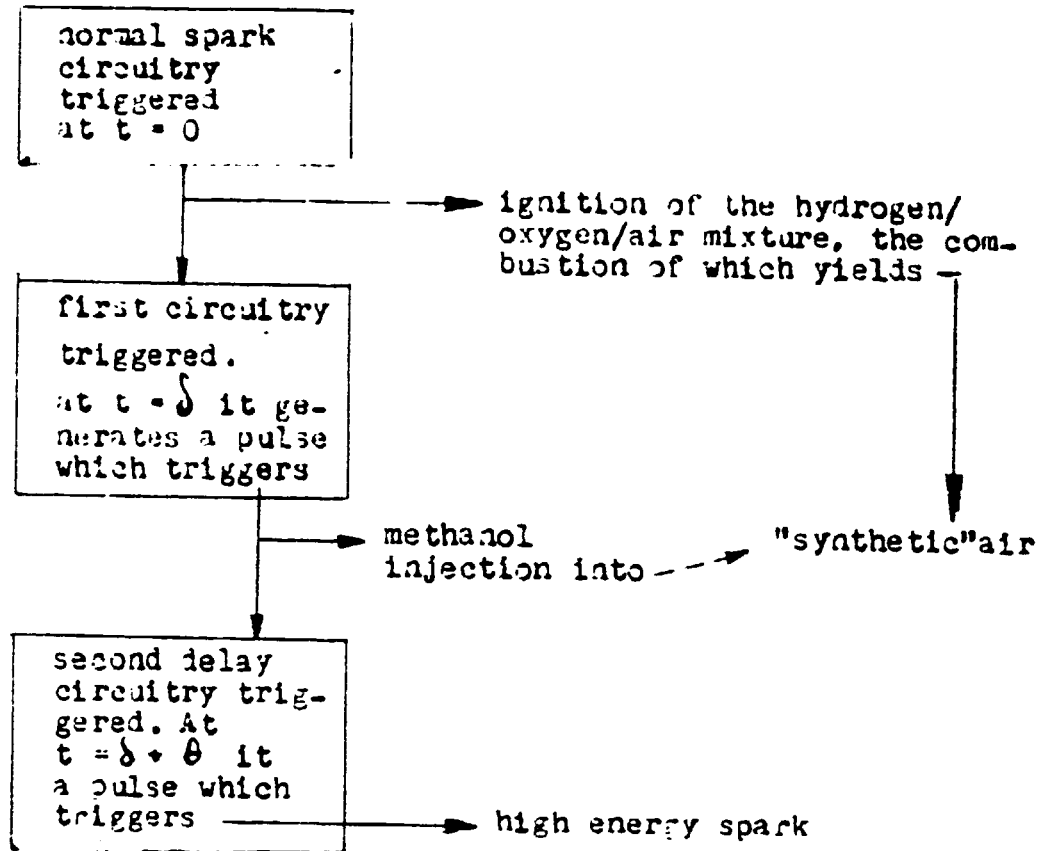 normal spark
circuitry
triggered
at t = 0
ignition of the hydrogen/
oxygen/air mixture, the com-
bustion of which yields —
first circuitry
triggered.
at t = δ it ge-
nerates a pulse
which triggers
methanol
injection into
"synthetic" air
second delay
circuitry trig-
gered. At
t = δ + θ it
a pulse which
triggers
high energy spark